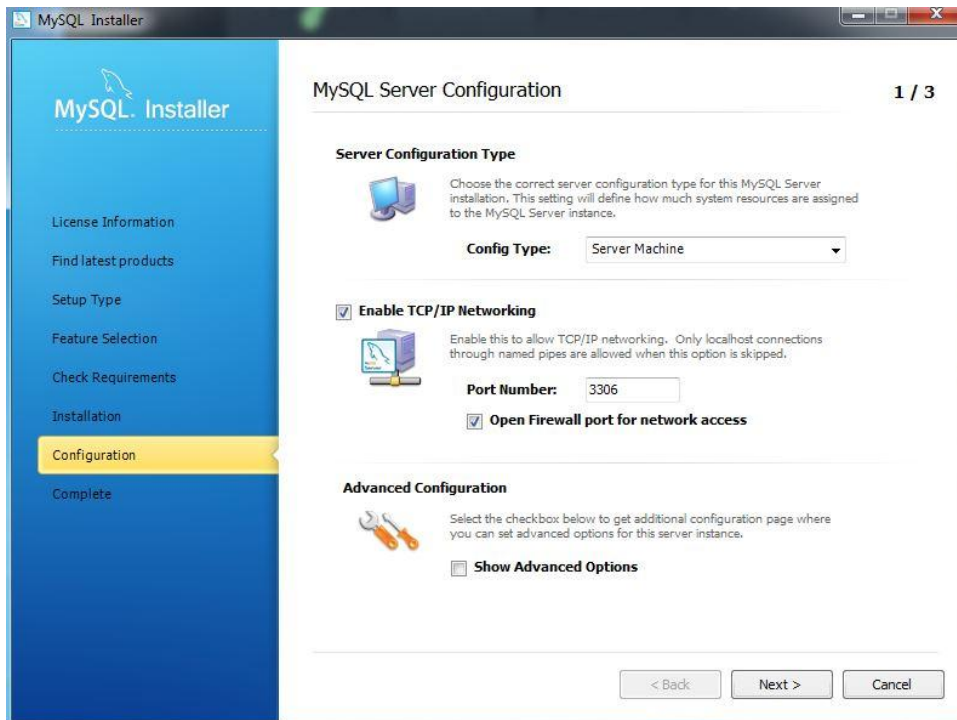 MySQL Installer
MySQL. Installer
License Information
Find latest products
Setup Type
Feature Selection
Check Requirements
Installation
Configuration
Complete
MySQL Server Configuration
1 / 3
Server Configuration Type
Choose the correct server configuration type for this MySQL Server
installation. This setting will define how much system resources are assigned
to the MySQL Server instance.
Config Type: Server Machine
Enable TCP/IP Networking
Enable this to allow TCP/IP networking. Only localhost connections
through named pipes are allowed when this option is skipped.
Port Number: 3306
Open Firewall port for network access
Advanced Configuration
Select the checkbox below to get additional configuration page where
you can set advanced options for this server instance.
Show Advanced Options
< Back Next > Cancel